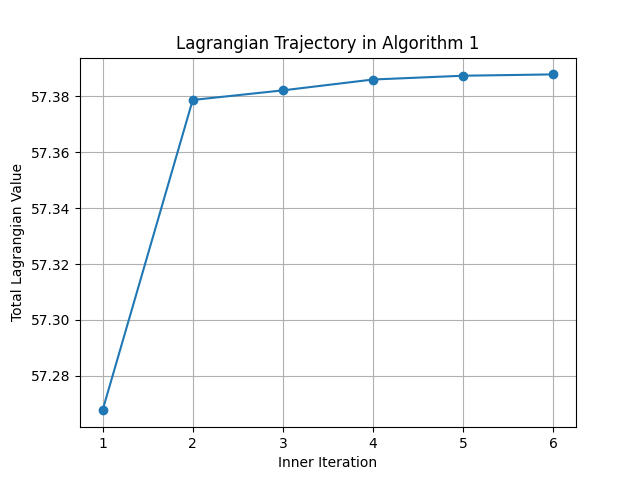 Lagrangian Trajectory in Algorithm 1
Total Lagrangian Value
57.38
57.36
57.34
57.32
57.30
57.28
1 2 3 4 5 6
Inner Iteration